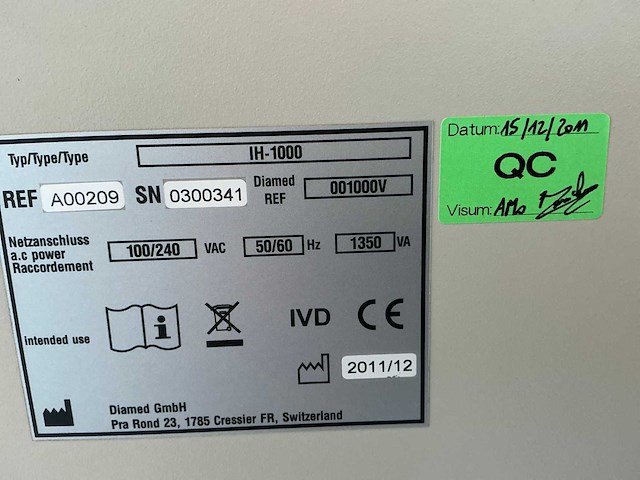 Typ/Type/Type IH-1000
REF A00209 SN 0300341 Diamed REF 001000V
Netzanschluss
a.c power
Raccordement
100/240 VAC 50/60 Hz 1350 VA
intended use
IVD CE
2011/12
Diamed GmbH
Pra Rond 23, 1785 Cressier FR, Switzerland
Datum: 15/12/2011
QC
Visum: AMo